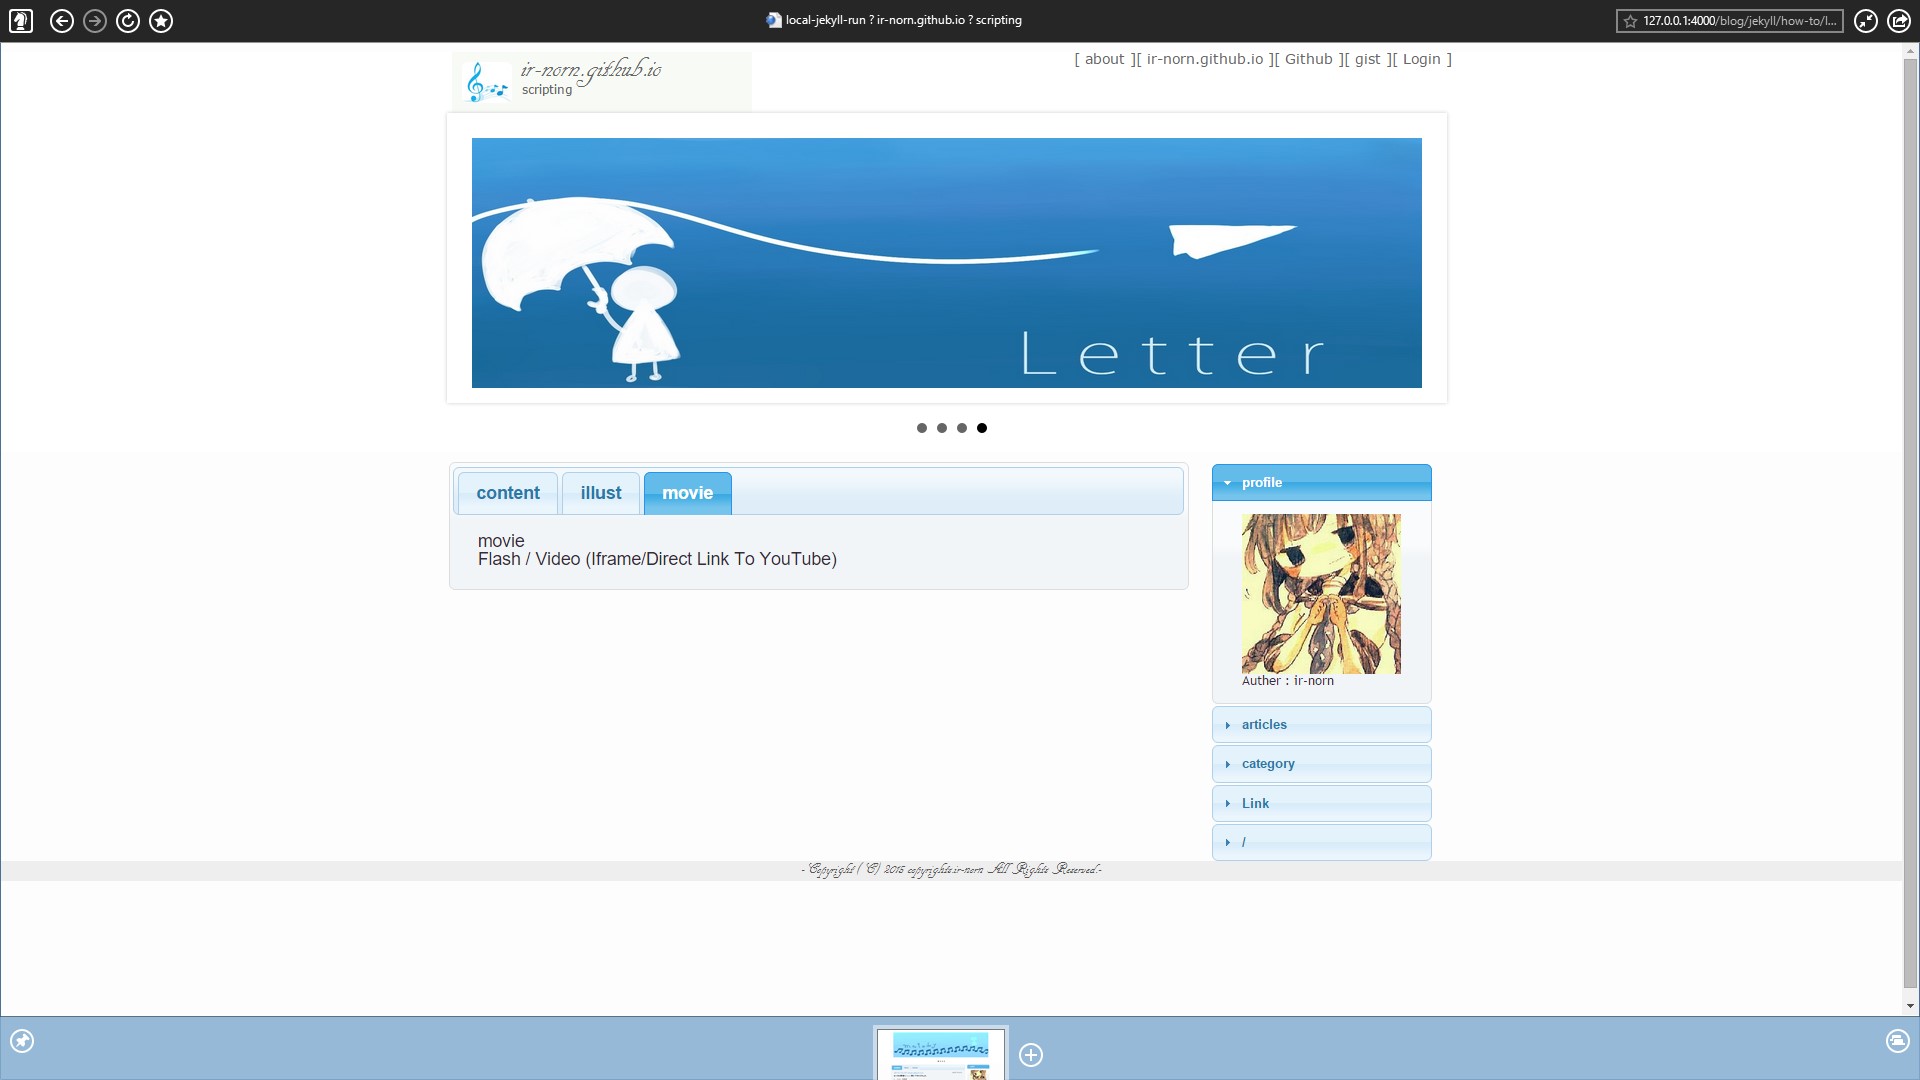 local-jekyll-run ? ir-norn.github.io ? scripting
127.0.0.1:4000/blog/jekyll/how-to/l...
ir-norn.github.io
scripting
[ about ][ ir-norn.github.io ][ Github ][ gist ][ Login ]
Letter
content
illust
movie
movie
Flash / Video (Iframe/Direct Link To YouTube)
profile
Auther : ir-norn
articles
category
Link
/
- Copyright ( C) 2015 copyrights.ir-norn All Rights Reserved.-